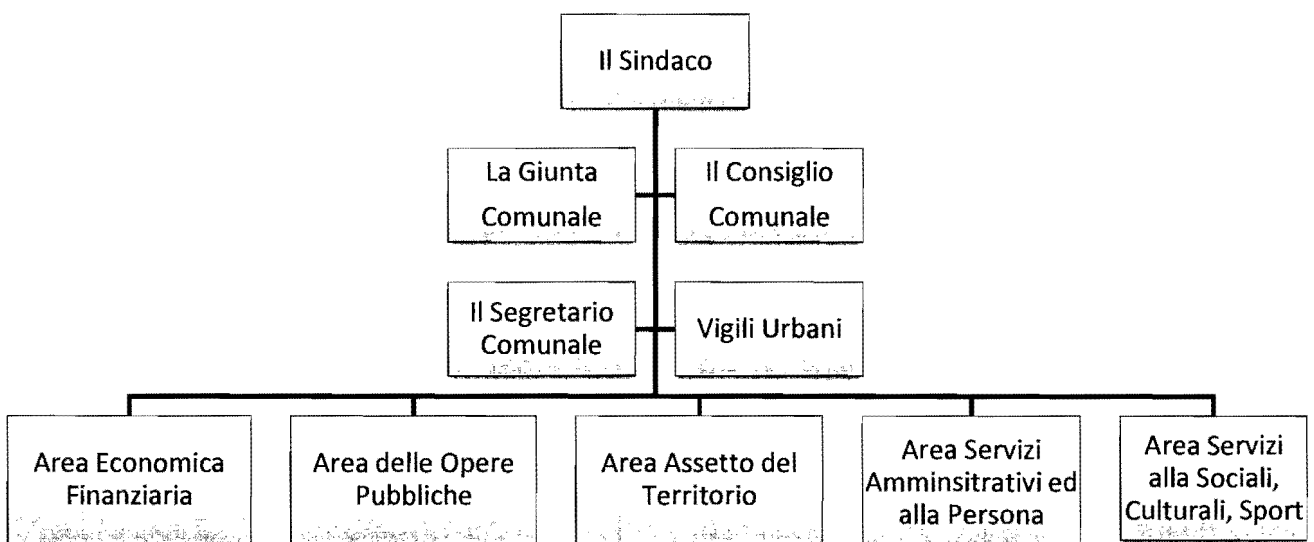 Il Sindaco
La Giunta
Comunale
Il Consiglio
Comunale
Il Segretario
Comunale
Vigili Urbani
Area Economica
Finanziaria
Area delle Opere
Pubbliche
Area Assetto del
Territorio
Area Servizi
Amminsitrativi ed
alla Persona
Area Servizi
alla Sociali,
Culturali, Sport